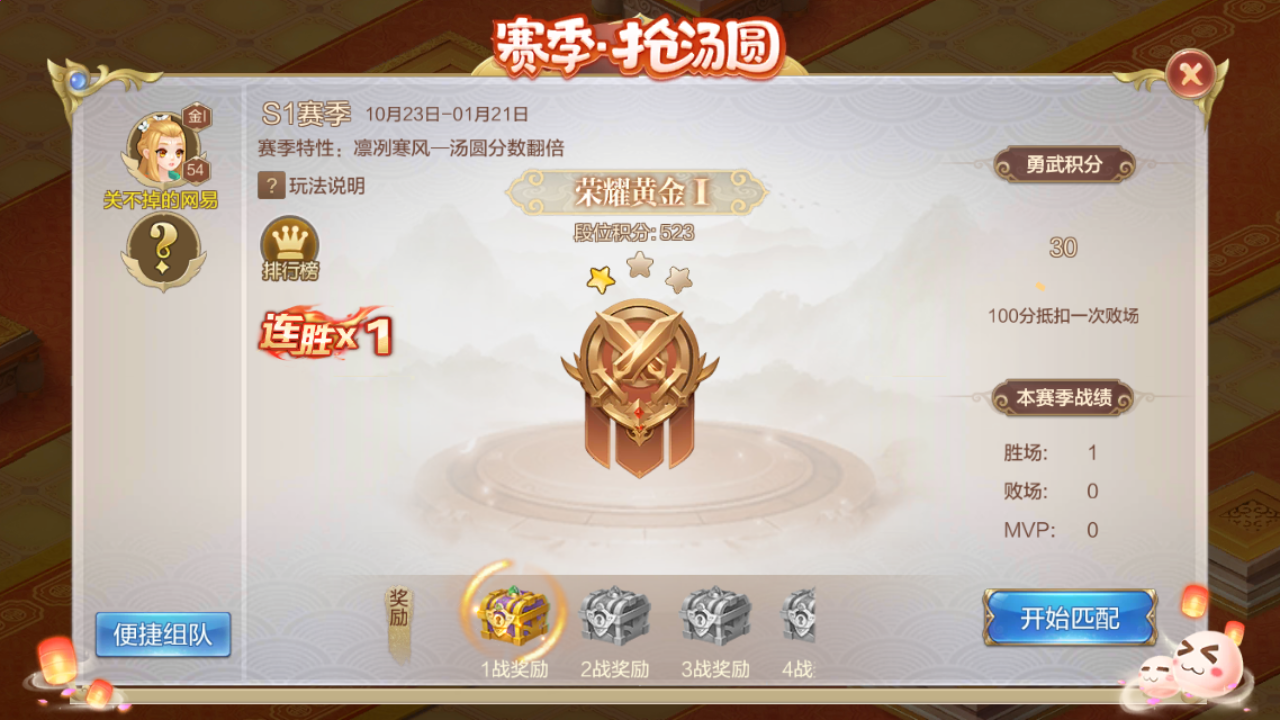 赛季·抢汤圆
金I
54
关不掉的网易
S1赛季 10月23日-01月21日
赛季特性：凛冽寒风—汤圆分数翻倍
? 玩法说明
排行榜
连胜x1
荣耀黄金I
段位积分:523
勇武积分
30
100分抵扣一次败场
本赛季战绩
胜场: 1
败场: 0
MVP: 0
奖励
1战奖励 2战奖励 3战奖励 4战
便捷组队
开始匹配